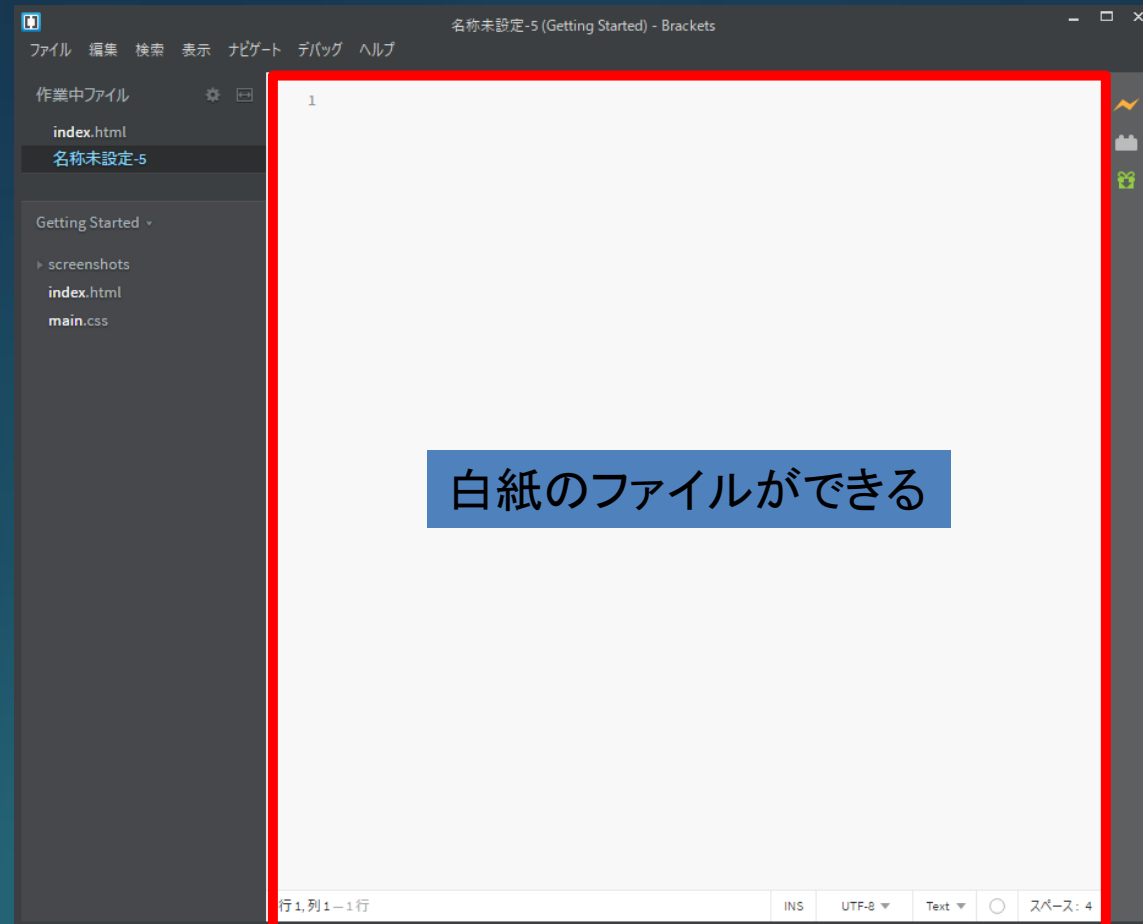 名称未設定-5 (Getting Started) - Brackets
ファイル 編集 検索 表示 ナビゲート デバッグ ヘルプ
作業中ファイル
1
index.html
名称未設定-5
Getting Started
screenshots
index.html
main.css
白紙のファイルができる
行 1, 列 1 — 1 行 INS UTF-8 Text スペース: 4